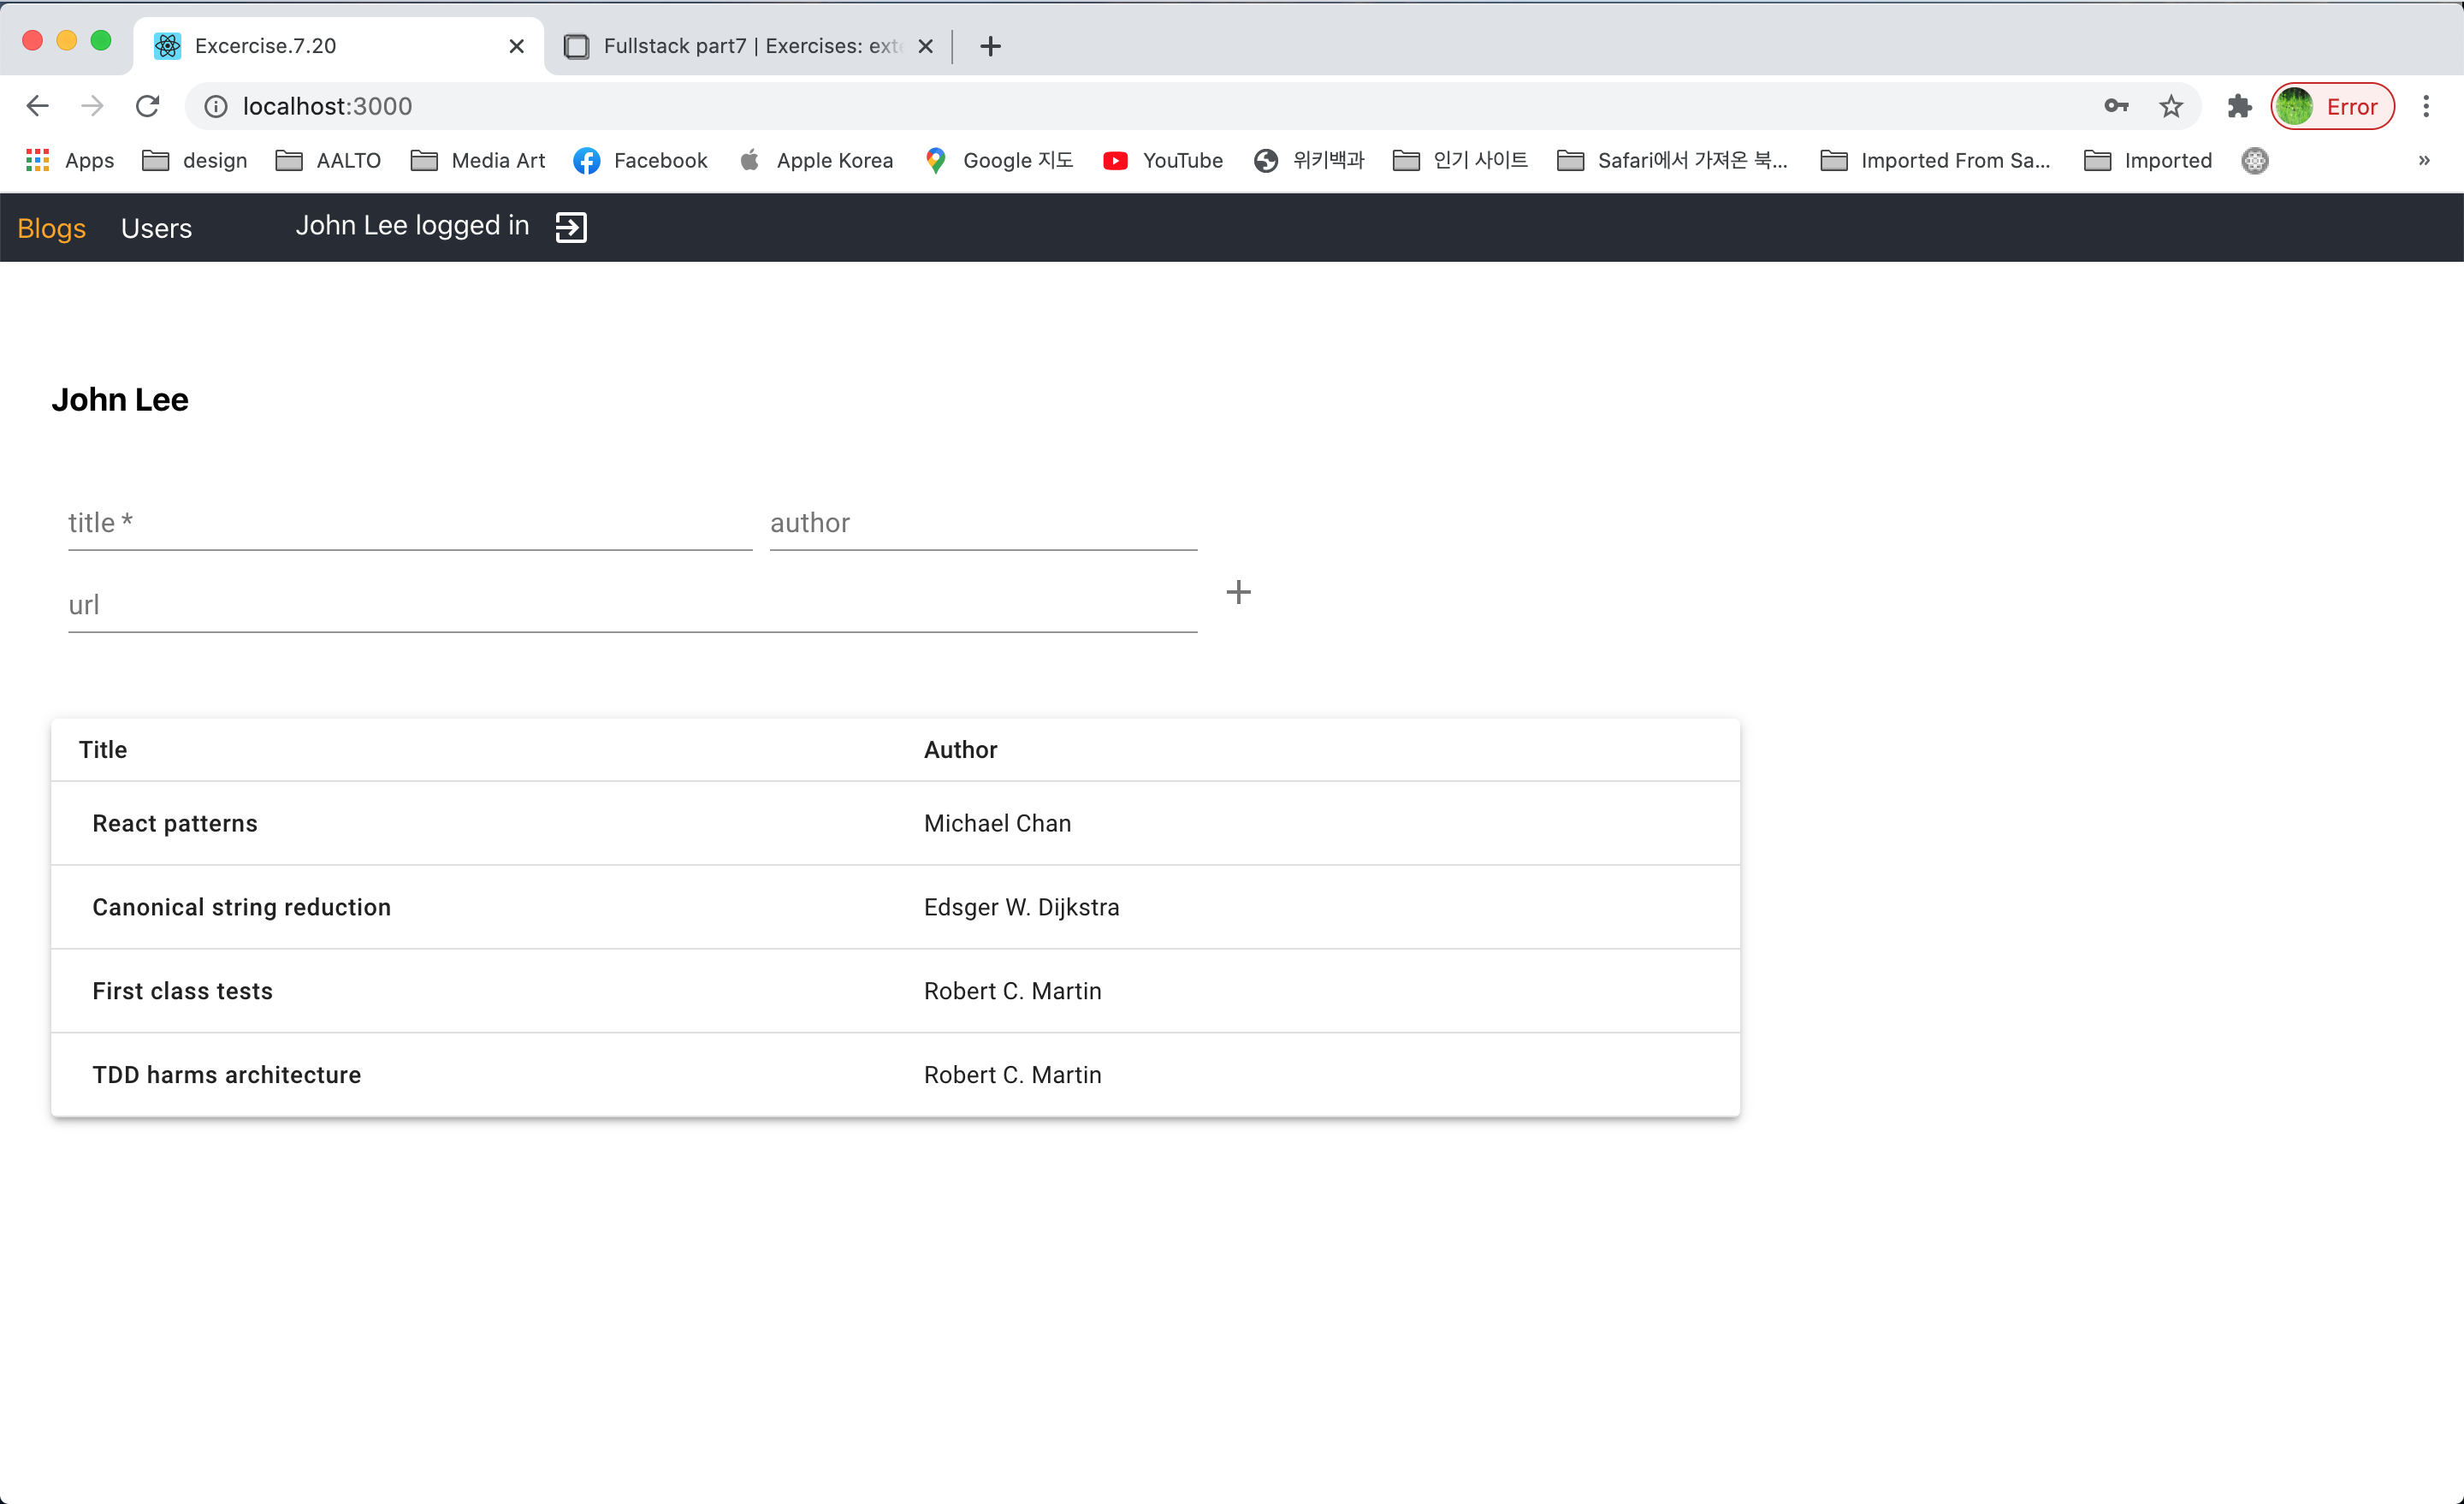 Excercise.7.20
Fullstack part7 | Exercises: exte
localhost:3000
Error
Apps design AALTO Media Art Facebook Apple Korea Google 지도 YouTube 위키백과 인기 사이트 Safari에서 가져온 북... Imported From Sa... Imported »
Blogs Users John Lee logged in
John Lee
title * author
url
Title Author
React patterns Michael Chan
Canonical string reduction Edsger W. Dijkstra
First class tests Robert C. Martin
TDD harms architecture Robert C. Martin